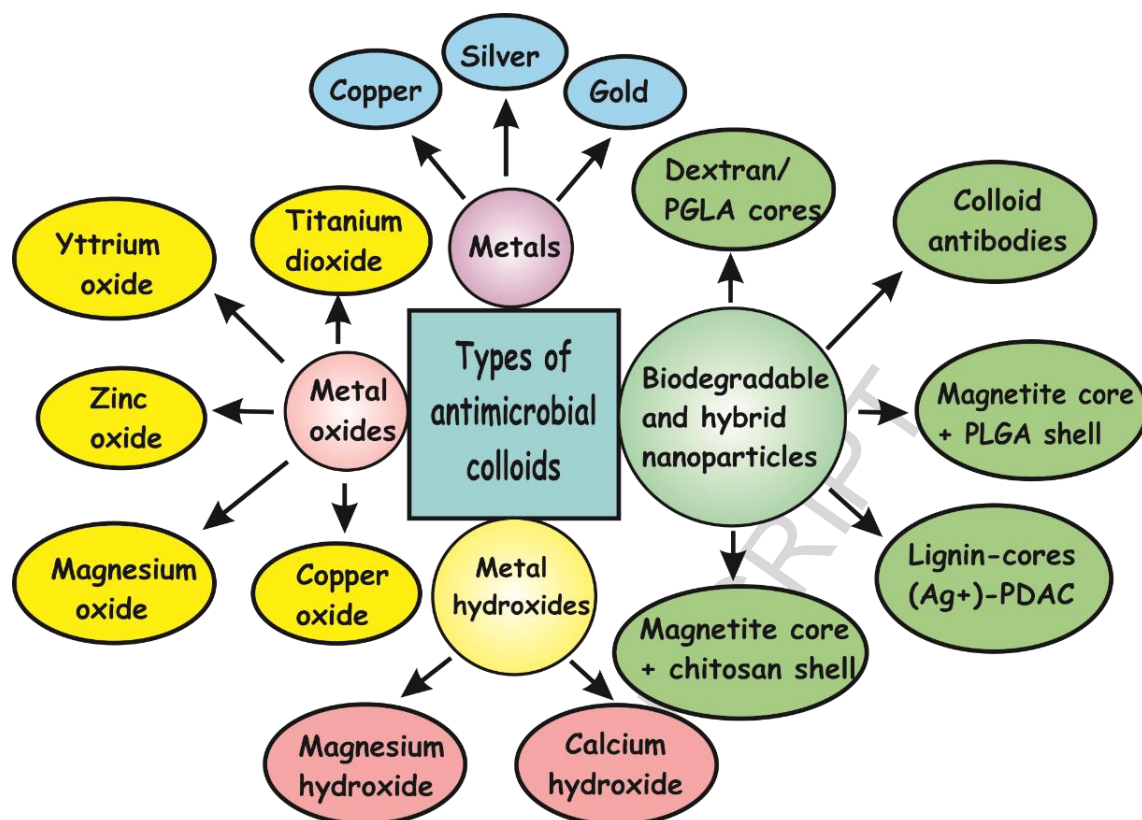 Silver
Copper
Gold
Metals
Dextran/
PGLA cores
Colloid
antibodies
Titanium
dioxide
Yttrium
oxide
Types of
antimicrobial
colloids
Metal
oxides
Biodegradable
and hybrid
nanoparticles
Zinc
oxide
Magnetite core
+ PLGA shell
Magnesium
oxide
Copper
oxide
Metal
hydroxides
Lignin-cores
(Ag+)-PDAC
Magnetite core
+ chitosan shell
Magnesium
hydroxide
Calcium
hydroxide